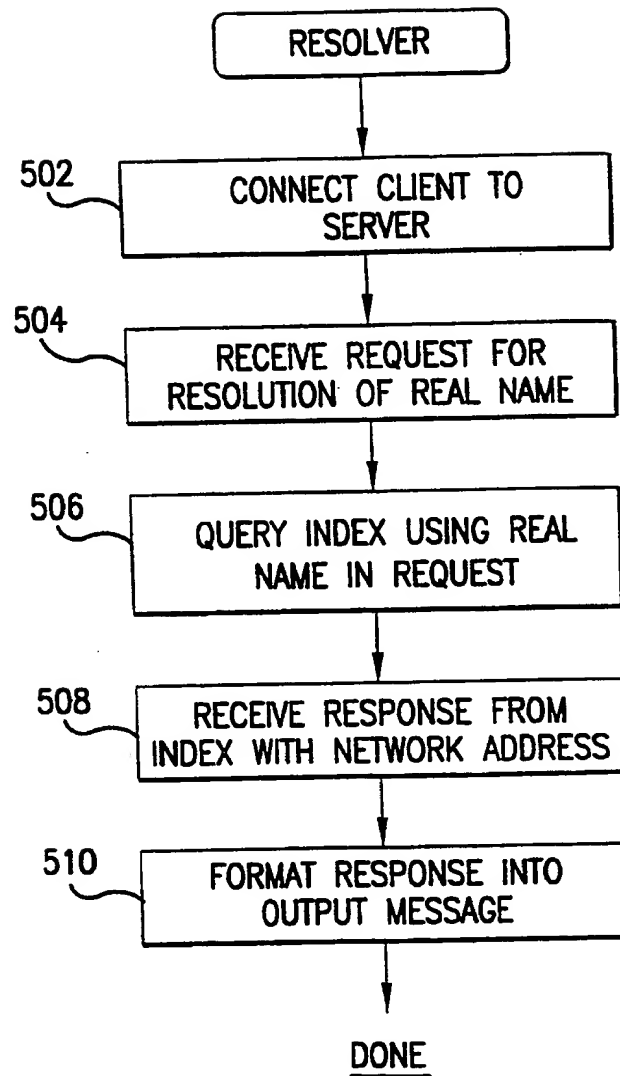 RESOLVER
502
CONNECT CLIENT TO
SERVER
504
RECEIVE REQUEST FOR
RESOLUTION OF REAL NAME
506
QUERY INDEX USING REAL
NAME IN REQUEST
508
RECEIVE RESPONSE FROM
INDEX WITH NETWORK ADDRESS
510
FORMAT RESPONSE INTO
OUTPUT MESSAGE
DONE